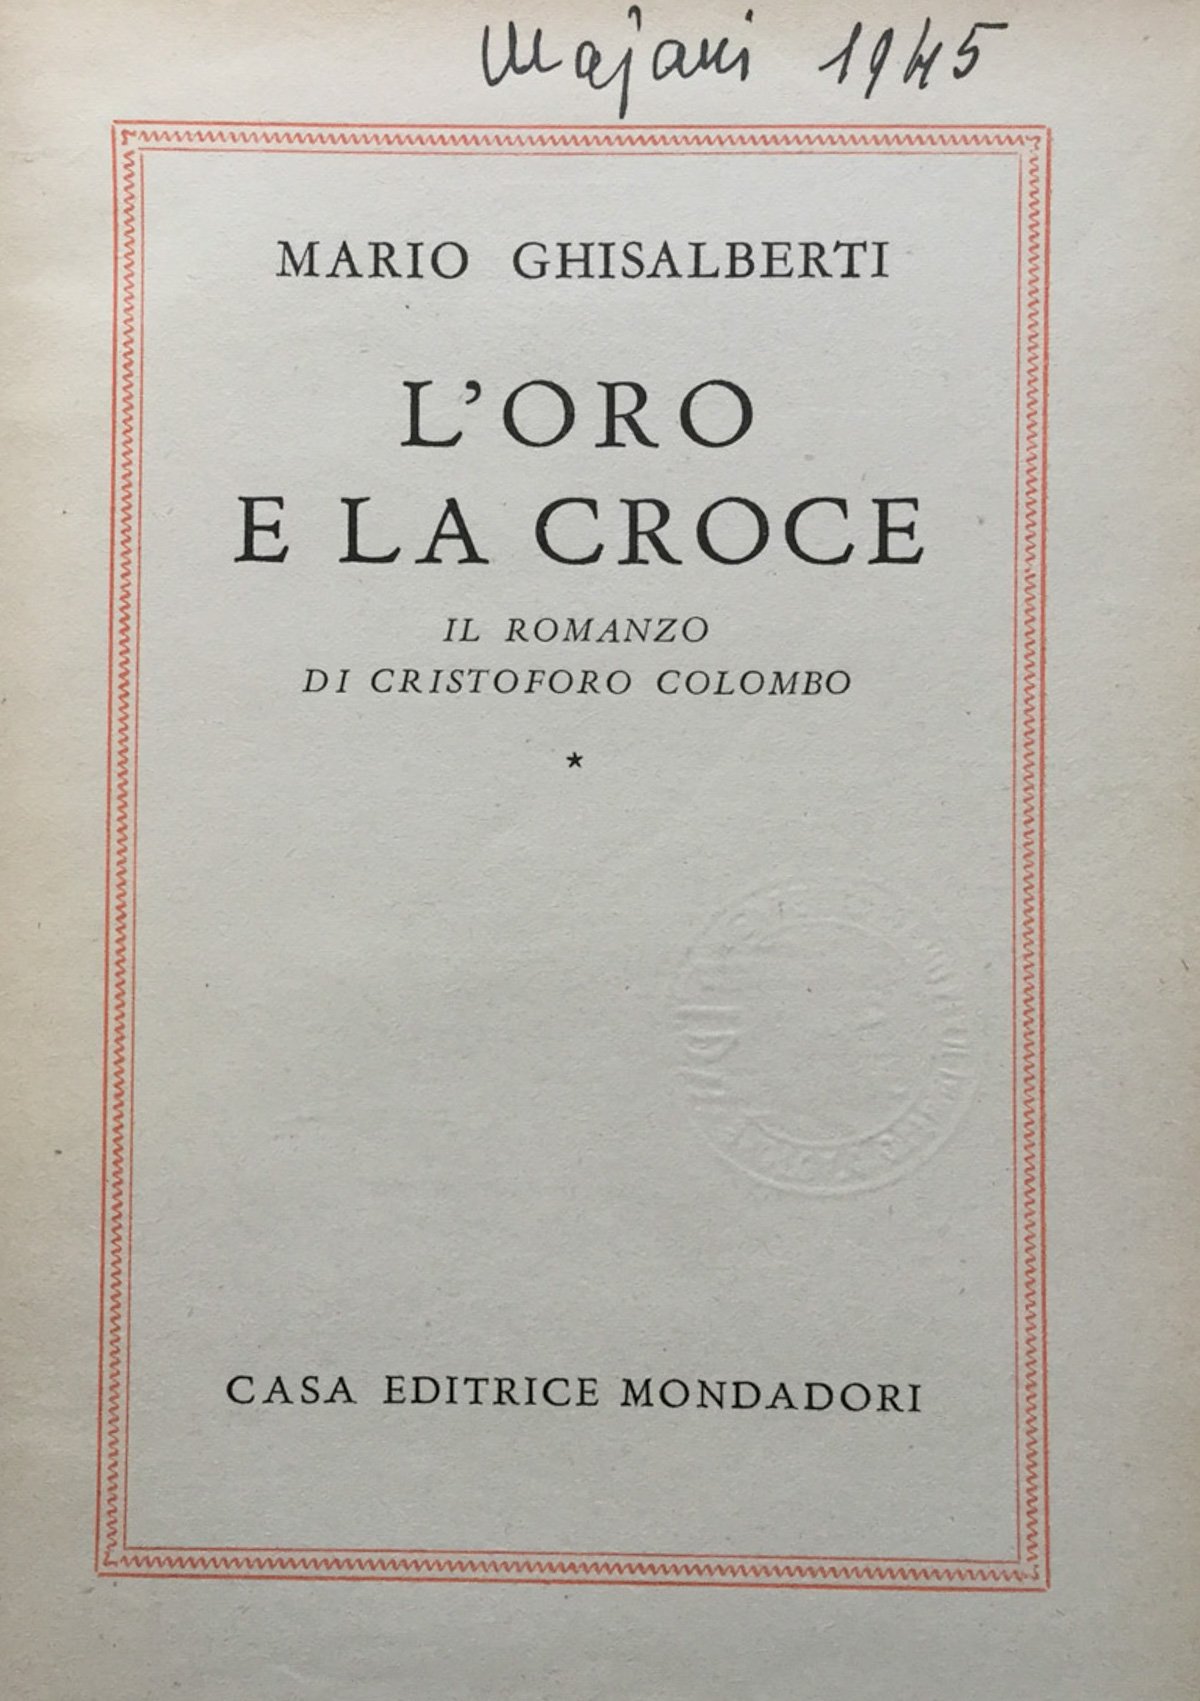 Majani 1945
MARIO GHISALBERTI
L'ORO
E LA CROCE
IL ROMANZO
DI CRISTOFORO COLOMBO
*
CASA EDITRICE MONDADORI